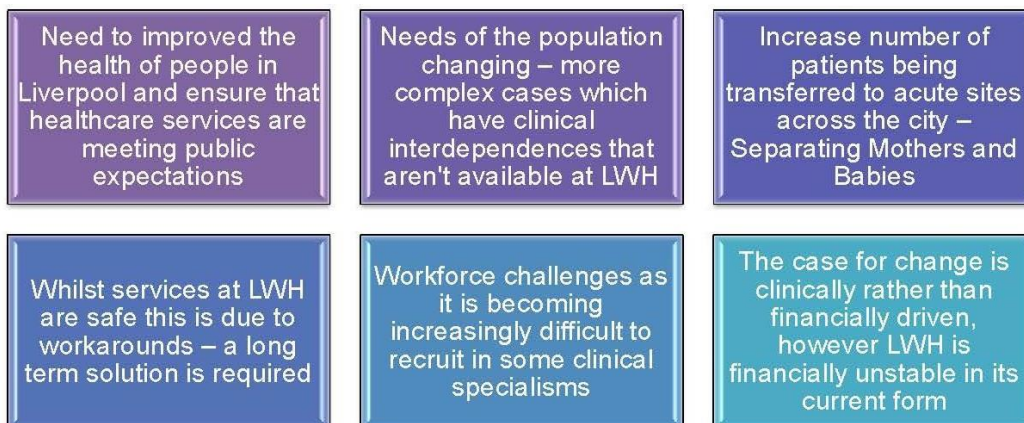 Need to improved the
health of people in
Liverpool and ensure that
healthcare services are
meeting public
expectations
Needs of the population
changing – more
complex cases which
have clinical
interdependences that
aren't available at LWH
Increase number of
patients being
transferred to acute sites
across the city –
Separating Mothers and
Babies
Whilst services at LWH
are safe this is due to
workarounds – a long
term solution is required
Workforce challenges as
it is becoming
increasingly difficult to
recruit in some clinical
specialisms
The case for change is
clinically rather than
financially driven,
however LWH is
financially unstable in its
current form